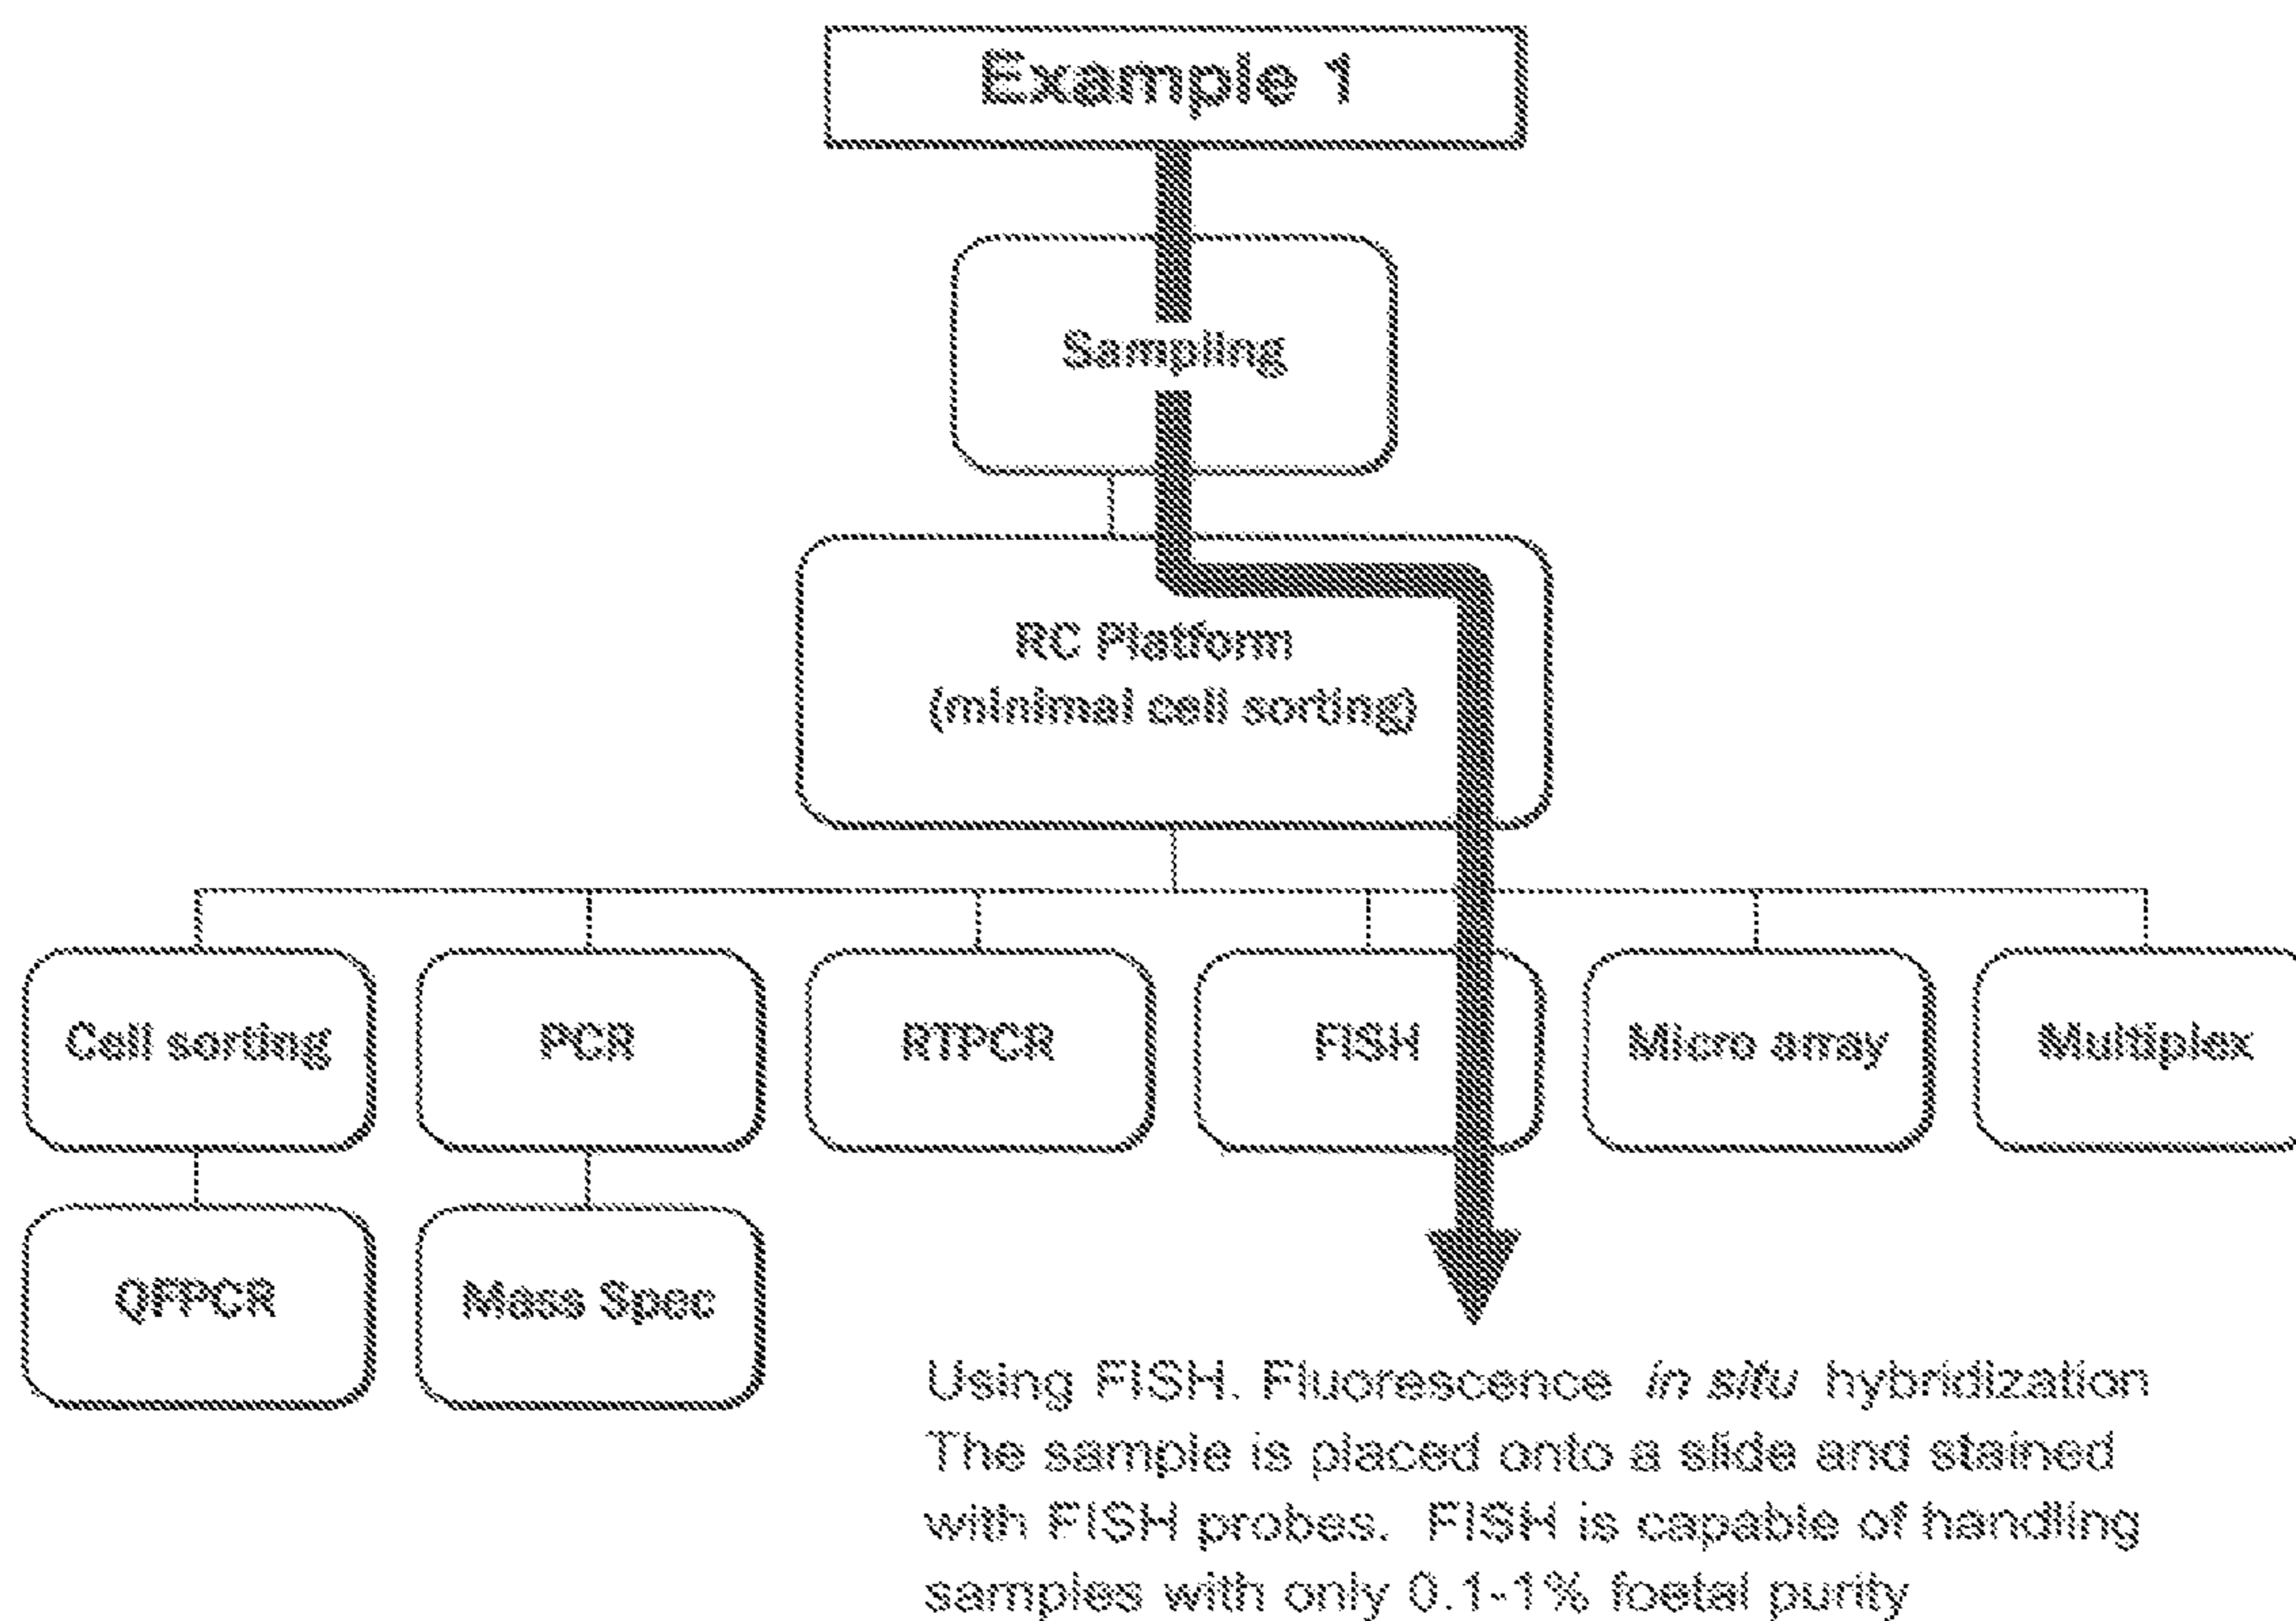 Example 1
Sampling
RC Platform
(minimal cell sorting)
Cell sorting
PCR
RTPCR
FISH
Micro array
Multiplex
QFPCR
Mass Spec
Using FISH. Fluorescence in situ hybridization
The sample is placed onto a slide and stained
with FISH probes. FISH is capable of handling
samples with only 0.1-1% foetal purity